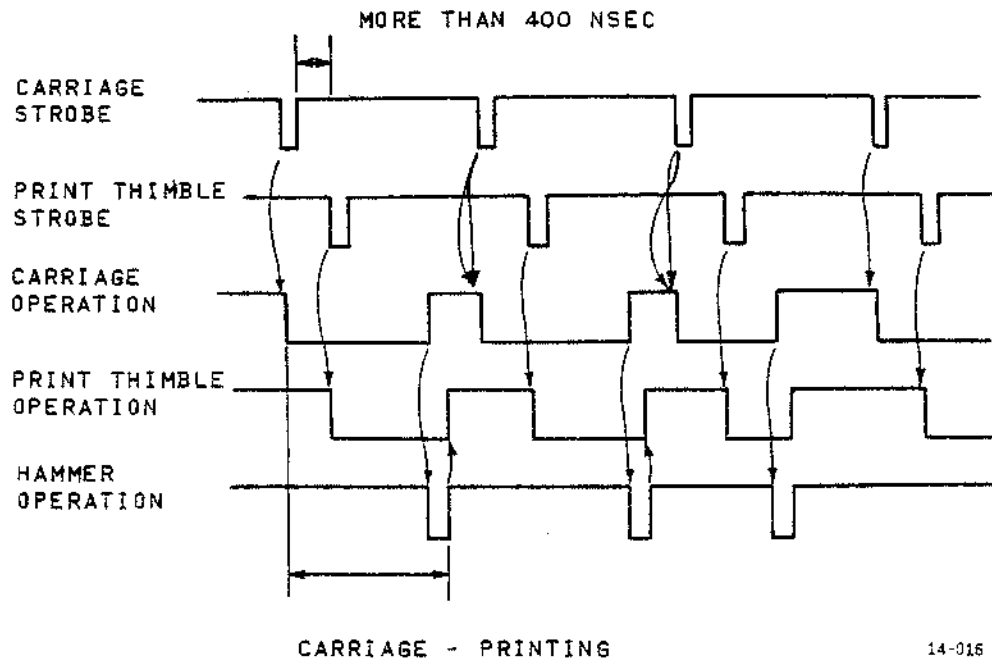 MORE THAN 400 NSEC
CARRIAGE
STROBE
PRINT THIMBLE
STROBE
CARRIAGE
OPERATION
PRINT THIMBLE
OPERATION
HAMMER
OPERATION
CARRIAGE - PRINTING
14-016